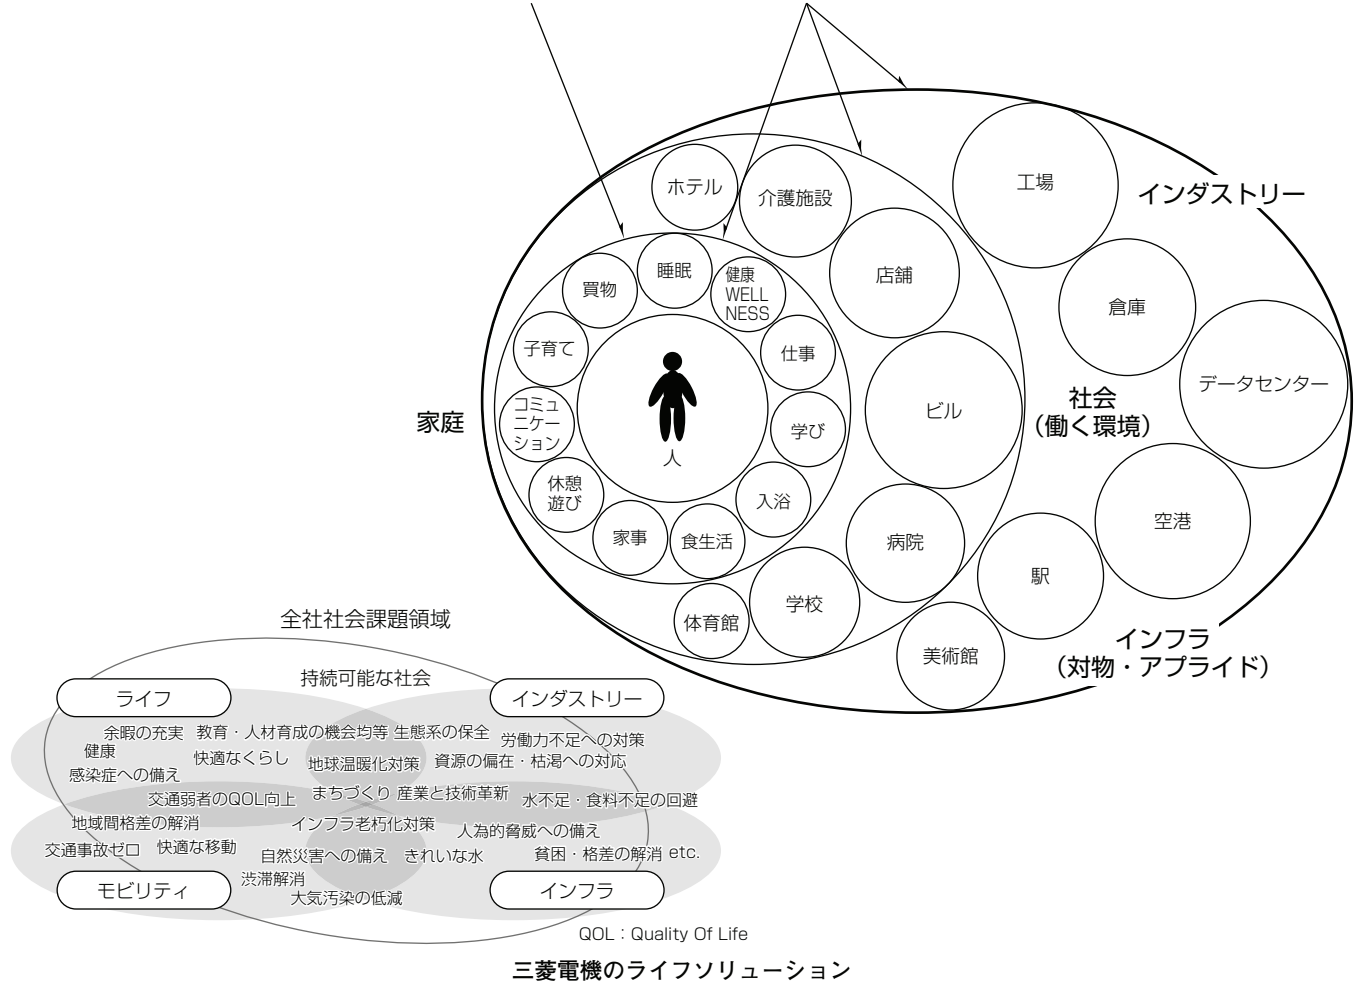 ホテル
介護施設
工場
インダストリー
店舗
睡眠
健康
WELL
NESS
買物
倉庫
子育て
仕事
データセンター
家庭
コミュ
ニケー
ション
人
学び
ビル
社会
（働く環境）
休憩
遊び
入浴
家事
食生活
病院
空港
駅
学校
体育館
美術館
インフラ
（対物・アプライド）
全社社会課題領域
持続可能な社会
ライフ
インダストリー
余暇の充実
教育・人材育成の機会均等
生態系の保全
労働力不足への対策
健康
快適なくらし
地球温暖化対策
資源の偏在・枯渇への対応
感染症への備え
交通弱者のQOL向上
まちづくり
産業と技術革新
水不足・食料不足の回避
地域間格差の解消
インフラ老朽化対策
人為的脅威への備え
交通事故ゼロ
快適な移動
自然災害への備え
きれいな水
貧困・格差の解消 etc.
渋滞解消
大気汚染の低減
モビリティ
インフラ
QOL：Quality Of Life
三菱電機のライフソリューション